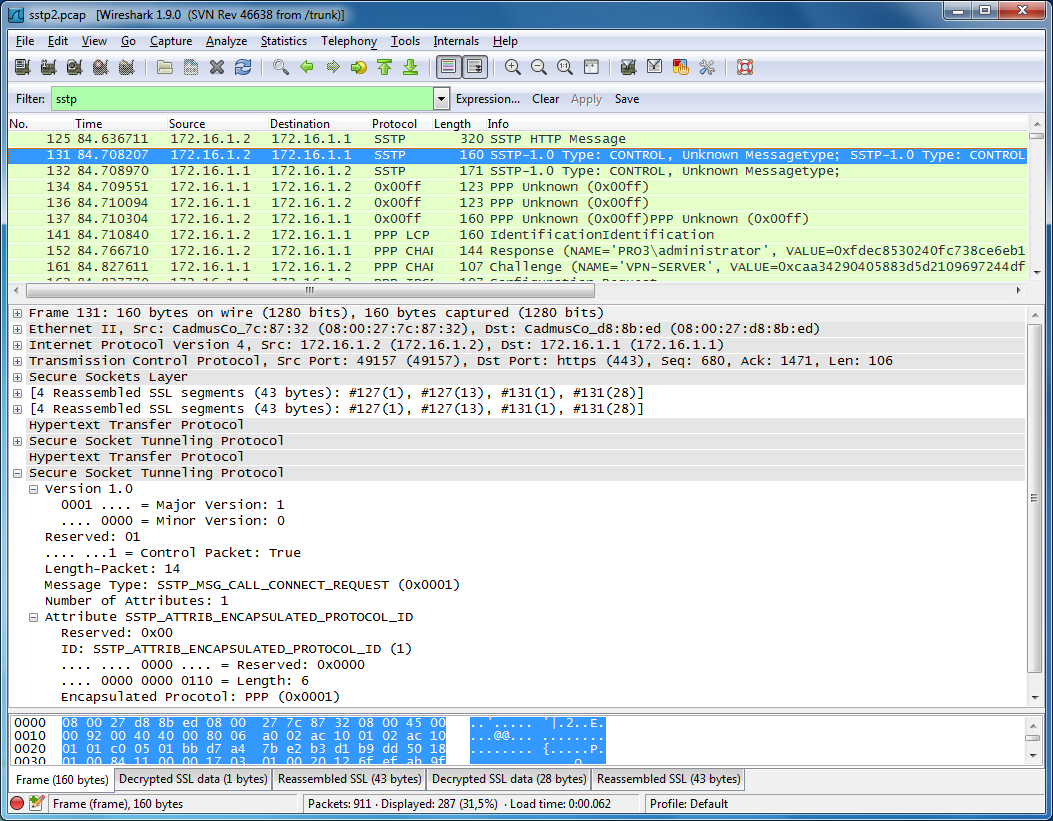 sstp2.pcap [Wireshark 1.9.0 (SVN Rev 46638 from /trunk)]
File Edit View Go Capture Analyze Statistics Telephony Tools Internals Help
Filter: sstp Expression... Clear Apply Save
No. Time Source Destination Protocol Length Info
125 84.636711 172.16.1.2 172.16.1.1 SSTP 320 SSTP HTTP Message
131 84.708207 172.16.1.2 172.16.1.1 SSTP 160 SSTP-1.0 Type: CONTROL, Unknown Messagetype; SSTP-1.0 Type: CONTROL
132 84.708970 172.16.1.1 172.16.1.2 SSTP 171 SSTP-1.0 Type: CONTROL, Unknown Messagetype;
134 84.709551 172.16.1.1 172.16.1.2 0x00ff 123 PPP Unknown (0x00ff)
136 84.710094 172.16.1.1 172.16.1.2 0x00ff 123 PPP Unknown (0x00ff)
137 84.710304 172.16.1.2 172.16.1.1 0x00ff 160 PPP Unknown (0x00ff)PPP Unknown (0x00ff)
141 84.710840 172.16.1.2 172.16.1.1 PPP LCP 160 IdentificationIdentification
152 84.766710 172.16.1.2 172.16.1.1 PPP CHAF 144 Response (NAME='PRO3\administrator', VALUE=0xfdec8530240fc738ce6eb1
161 84.827611 172.16.1.1 172.16.1.2 PPP CHAF 107 Challenge (NAME='VPN-SERVER', VALUE=0xcaa34290405883d5d2109697244df
Frame 131: 160 bytes on wire (1280 bits), 160 bytes captured (1280 bits)
Ethernet II, Src: CadmusCo_7c:87:32 (08:00:27:7c:87:32), Dst: CadmusCo_d8:8b:ed (08:00:27:d8:8b:ed)
Internet Protocol Version 4, Src: 172.16.1.2 (172.16.1.2), Dst: 172.16.1.1 (172.16.1.1)
Transmission Control Protocol, Src Port: 49157 (49157), Dst Port: https (443), Seq: 680, Ack: 1471, Len: 106
Secure Sockets Layer
[4 Reassembled SSL segments (43 bytes): #127(1), #127(13), #131(1), #131(28)]
[4 Reassembled SSL segments (43 bytes): #127(1), #127(13), #131(1), #131(28)]
Hypertext Transfer Protocol
Secure Socket Tunneling Protocol
Hypertext Transfer Protocol
Secure Socket Tunneling Protocol
Version 1.0
0001 .... = Major Version: 1
.... 0000 = Minor Version: 0
Reserved: 01
.... ...1 = Control Packet: True
Length-Packet: 14
Message Type: SSTP_MSG_CALL_CONNECT_REQUEST (0x0001)
Number of Attributes: 1
Attribute SSTP_ATTRIB_ENCAPSULATED_PROTOCOL_ID
Reserved: 0x00
ID: SSTP_ATTRIB_ENCAPSULATED_PROTOCOL_ID (1)
.... .... 0000 .... = Reserved: 0x0000
.... 0000 0000 0110 = Length: 6
Encapsulated Procotol: PPP (0x0001)
0000 08 00 27 d8 8b ed 08 00 27 7c 87 32 08 00 45 00 ..'..... '|.2..E.
0010 00 92 00 40 40 00 80 06 a0 02 ac 10 01 02 ac 10 ...@@... ........
0020 01 01 c0 05 01 bb d7 a4 7b e2 b3 d1 b9 dd 50 18 ........ {.....P.
0030 01 00 84 11 00 00 17 03 01 00 20 12 6f ef ab 9f
Frame (160 bytes) Decrypted SSL data (1 bytes) Reassembled SSL (43 bytes) Decrypted SSL data (28 bytes) Reassembled SSL (43 bytes)
Frame (frame), 160 bytes Packets: 911 · Displayed: 287 (31,5%) · Load time: 0:00.062 Profile: Default